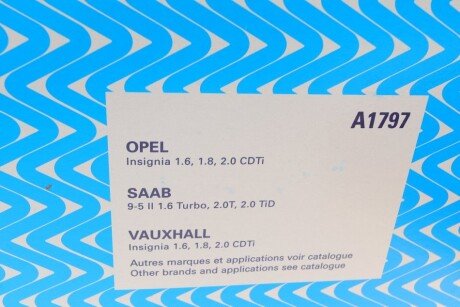 A1797
OPEL
Insignia 1.6, 1.8, 2.0 CDTi
SAAB
9-5 II 1.6 Turbo, 2.0T, 2.0 TiD
VAUXHALL
Insignia 1.6, 1.8, 2.0 CDTi
Autres marques et applications voir catalogue
Other brands and applications see catalogue